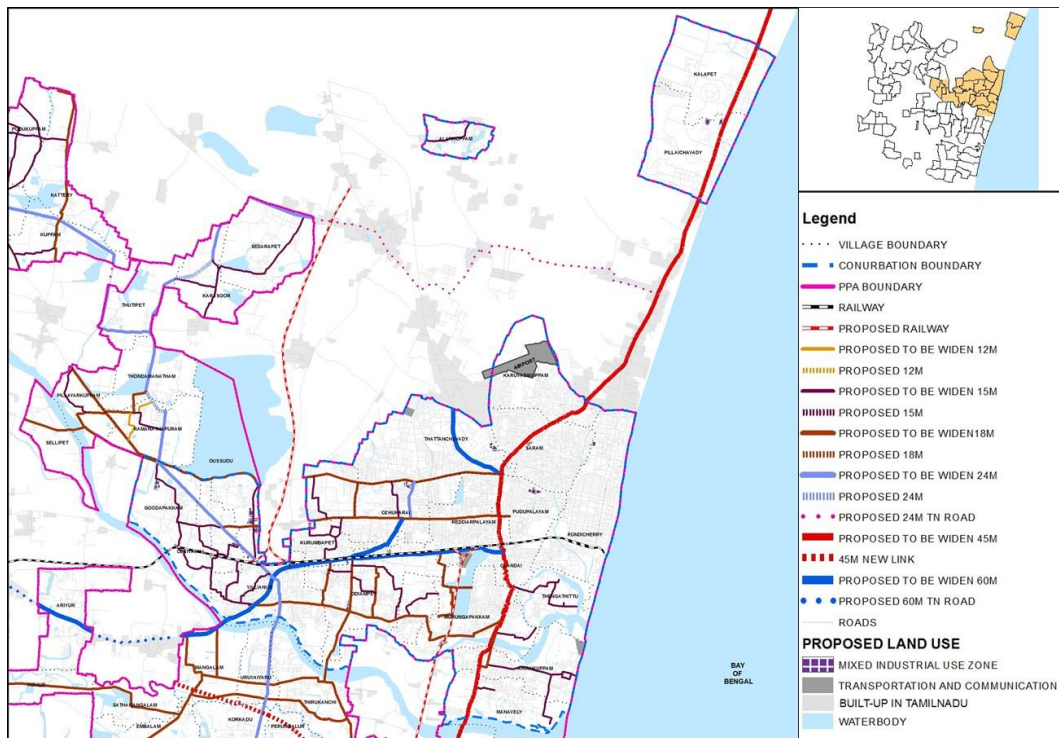 KALAPET
PILLAICHAVADY
ALANKUPPAM
KATTERY
KUPPAM
SEDARAPET
KARASOOR
THUTIPET
THONDAMANATHAM
PILLAYARKUPPAM
RAMANATHAPURAM
SELLIPET
OUSSUDU
GOODAPAKKAM
AIRPORT
KARUVADIKUPPAM
THATTANCHAVADY
SARAM
OZHUKARAI
REDDIARPALAYAM
PUDUPALAYAM
PONDICHERRY
KURUMBAPET
VILLIANUR
ODIAMPET
MURUNGAPAKKAM
THENGATHITTU
ARIYUR
MANGALAM
URUVAIYARU
THIRUKANCHI
SATHAMANGALAM
EMBALAM
KORKADU
MANAVELY
BAY
OF
BENGAL
Legend
VILLAGE BOUNDARY
CONURBATION BOUNDARY
PPA BOUNDARY
RAILWAY
PROPOSED RAILWAY
PROPOSED TO BE WIDEN 12M
PROPOSED 12M
PROPOSED TO BE WIDEN 15M
PROPOSED 15M
PROPOSED TO BE WIDEN18M
PROPOSED 18M
PROPOSED TO BE WIDEN 24M
PROPOSED 24M
PROPOSED 24M TN ROAD
PROPOSED TO BE WIDEN 45M
45M NEW LINK
PROPOSED TO BE WIDEN 60M
PROPOSED 60M TN ROAD
ROADS
PROPOSED LAND USE
MIXED INDUSTRIAL USE ZONE
TRANSPORTATION AND COMMUNICATION
BUILT-UP IN TAMILNADU
WATERBODY